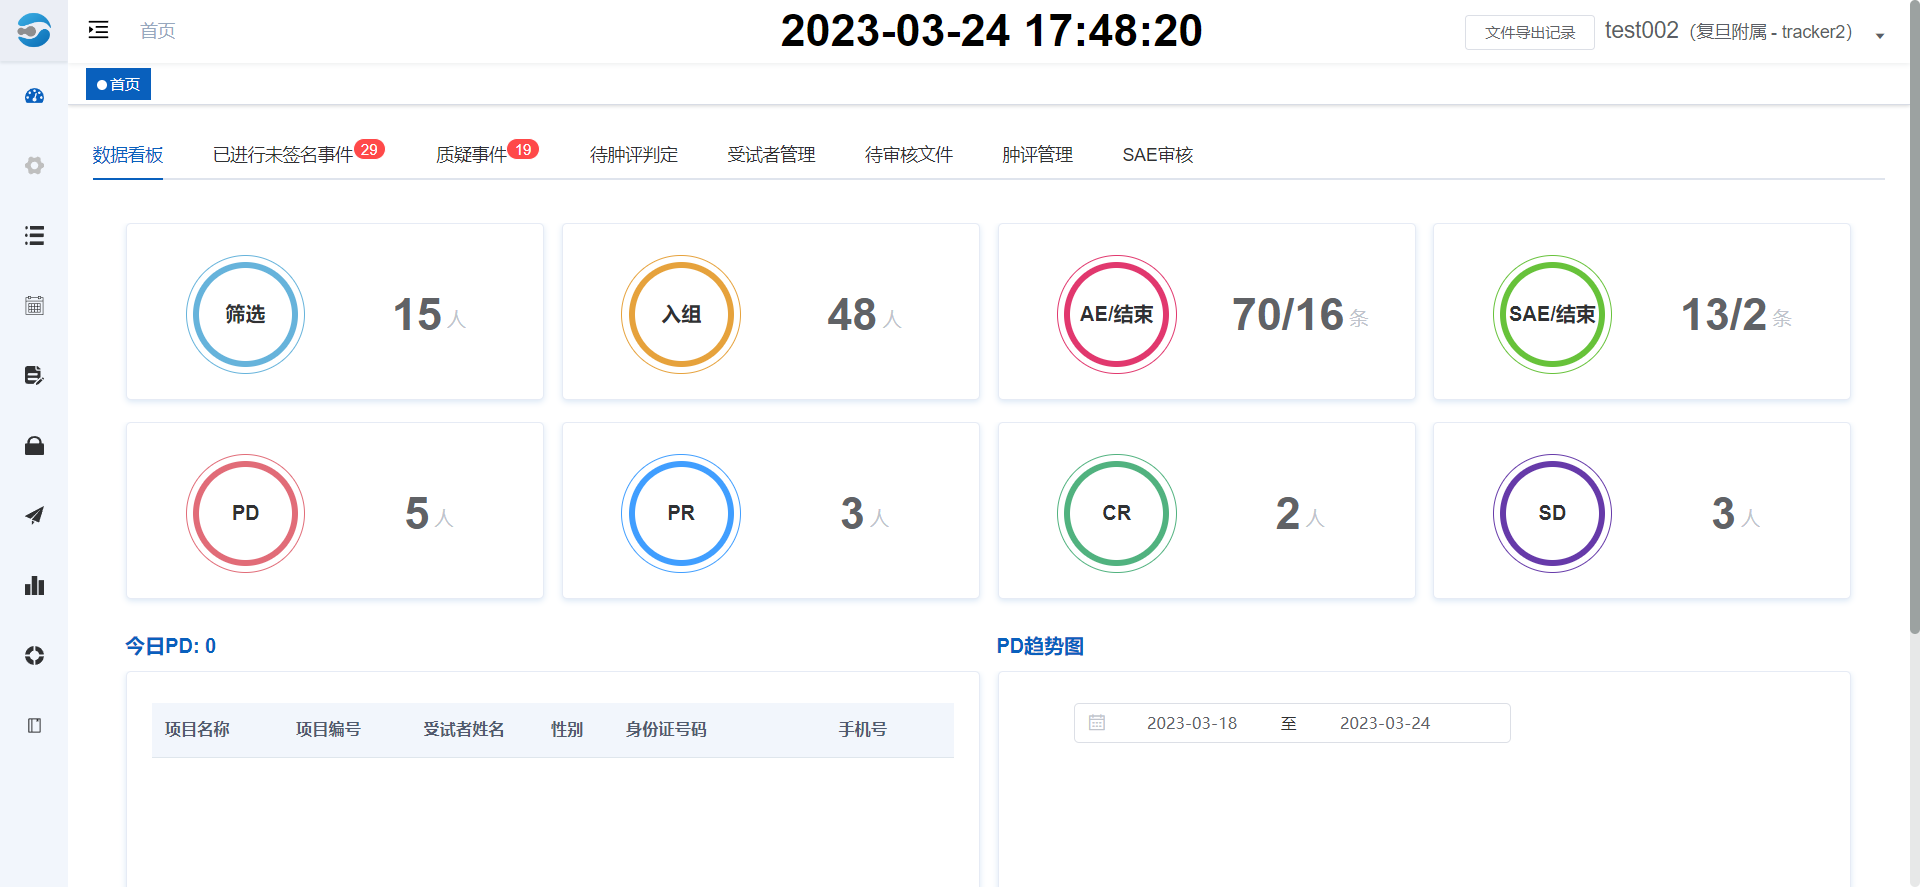 首页
2023-03-24 17:48:20
文件导出记录
test002 (复旦附属 - tracker2)
首页
数据看板
已进行未签名事件 29
质疑事件 19
待肿评判定
受试者管理
待审核文件
肿评管理
SAE审核
筛选
15 人
入组
48 人
AE/结束
70/16 条
SAE/结束
13/2 条
PD
5 人
PR
3 人
CR
2 人
SD
3 人
今日PD: 0
PD趋势图
项目名称 项目编号 受试者姓名 性别 身份证号码 手机号
2023-03-18 至 2023-03-24